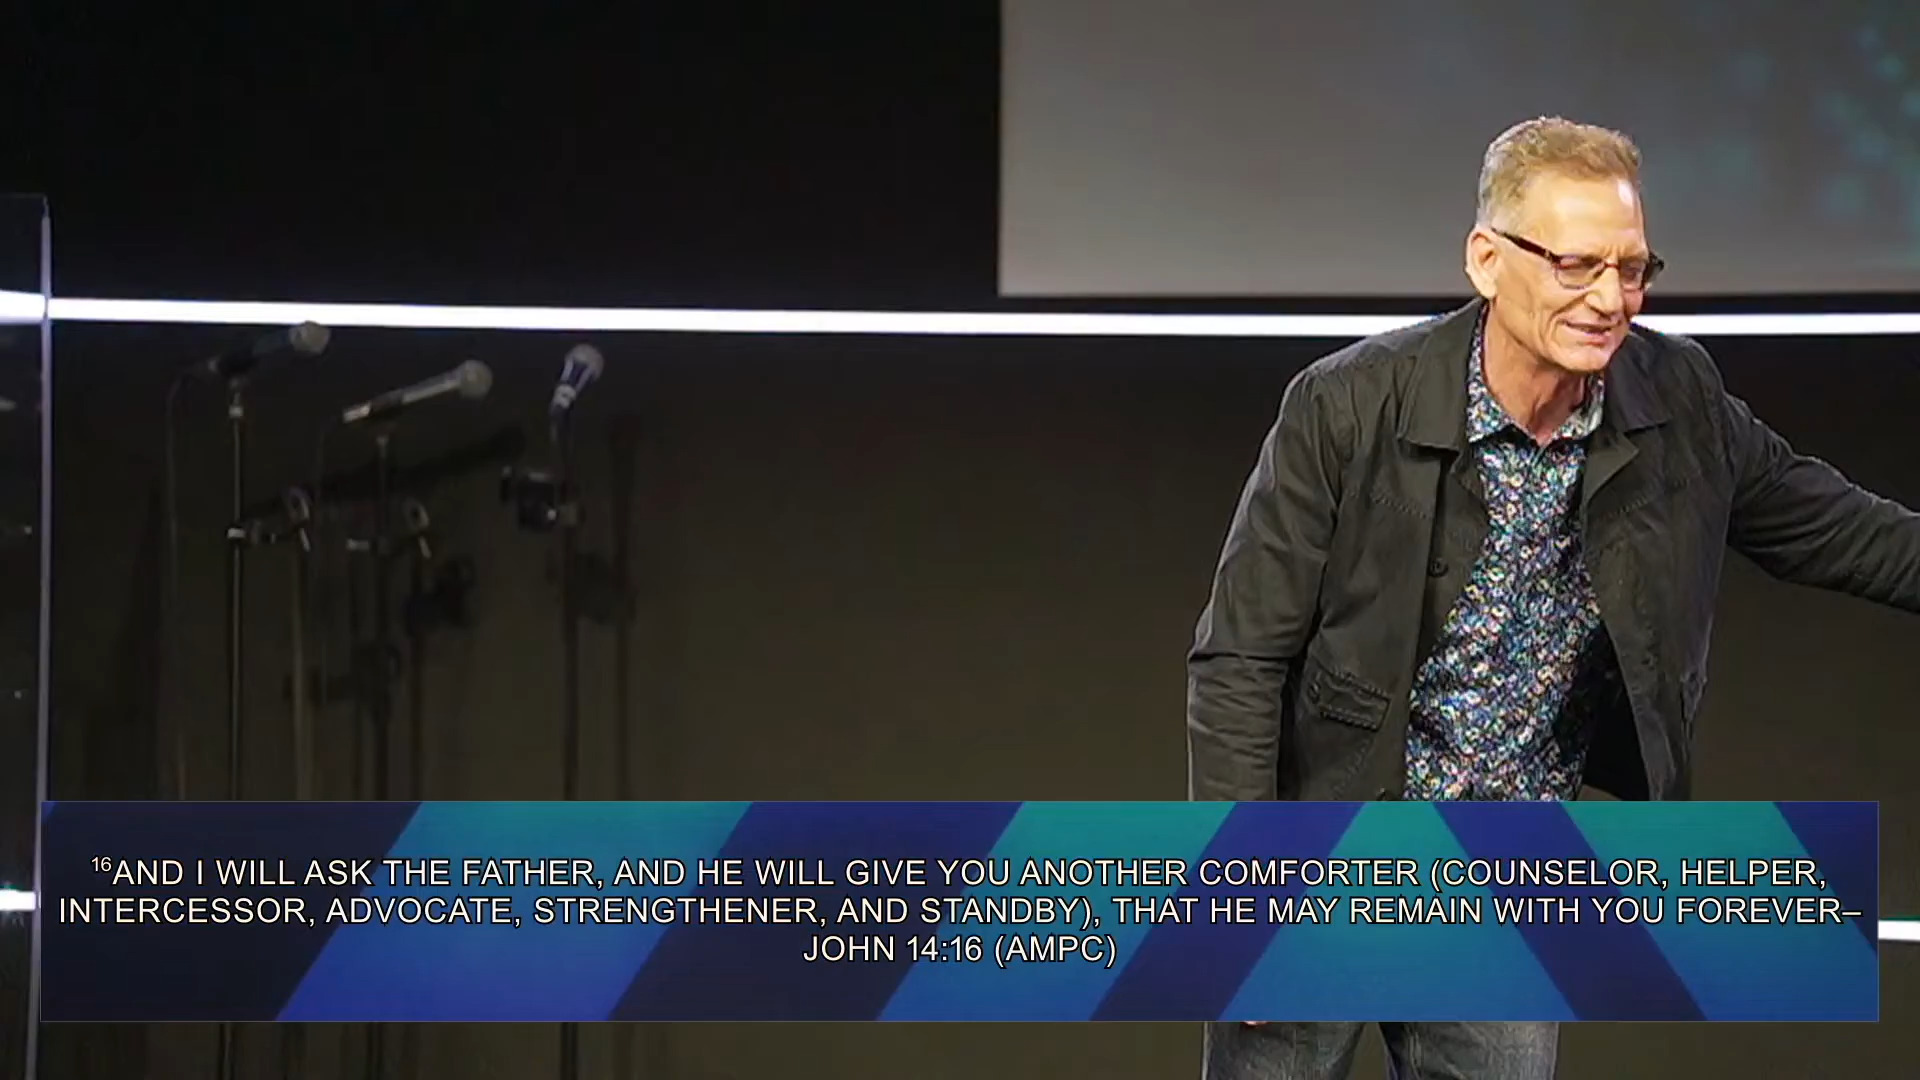 16AND I WILL ASK THE FATHER, AND HE WILL GIVE YOU ANOTHER COMFORTER (COUNSELOR, HELPER,
INTERCESSOR, ADVOCATE, STRENGTHENER, AND STANDBY), THAT HE MAY REMAIN WITH YOU FOREVER–
JOHN 14:16 (AMPC)